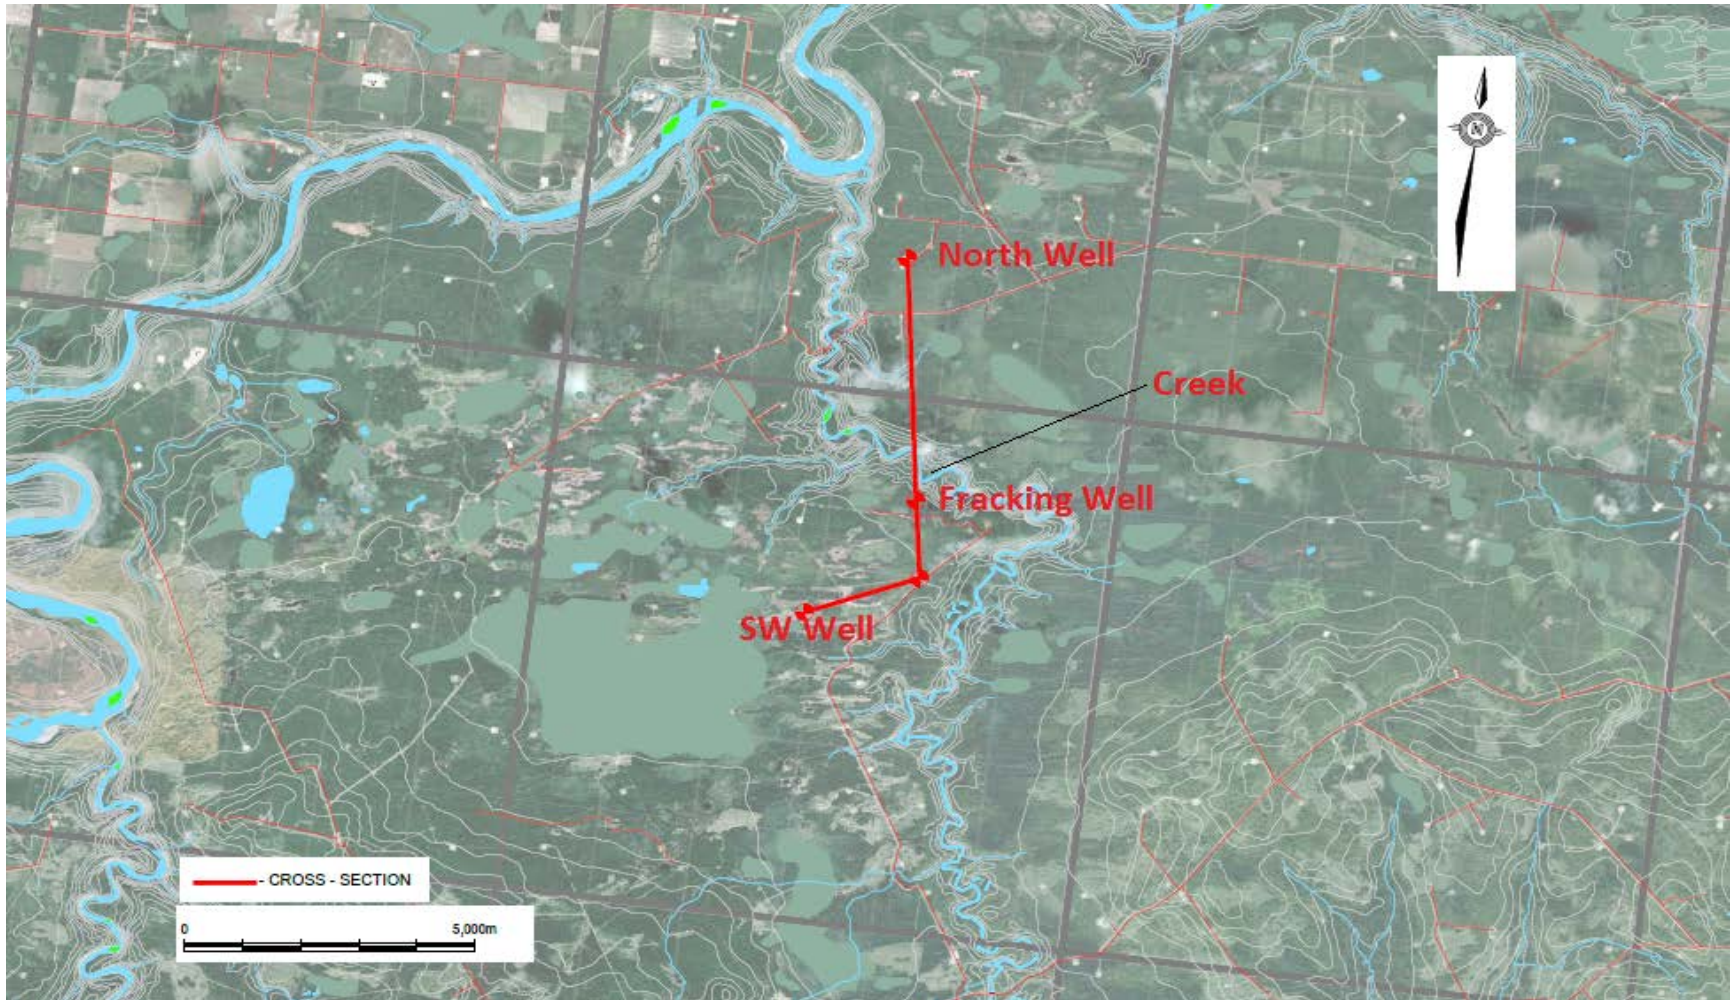 North Well
Creek
Fracking Well
SW Well
- CROSS - SECTION
0 5,000m